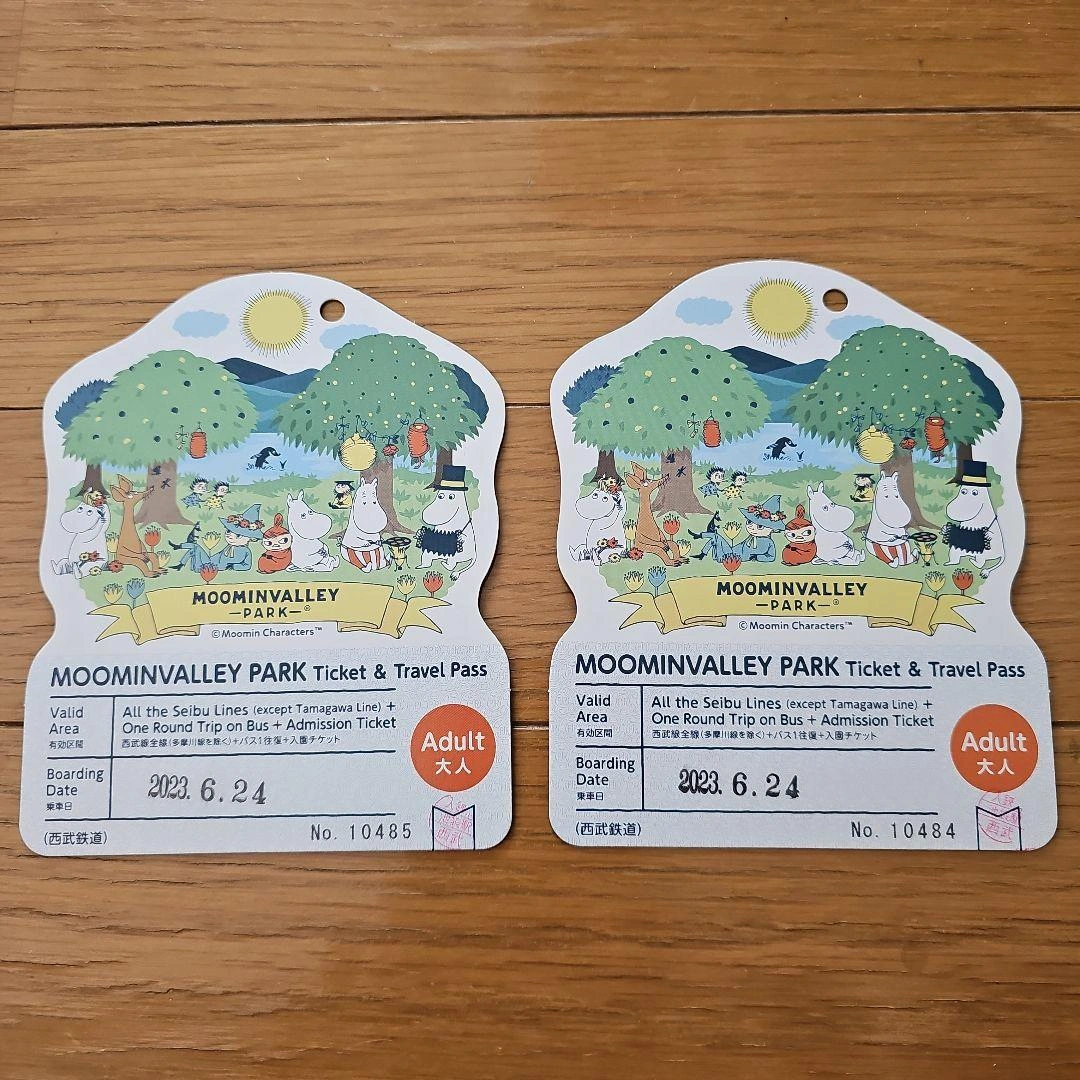 MOOMINVALLEY
—PARK—®
©Moomin Characters™
MOOMINVALLEY PARK Ticket & Travel Pass
Valid Area
有効区間
All the Seibu Lines (except Tamagawa Line) +
One Round Trip on Bus + Admission Ticket
西武線全線(多摩川線を除く)+バス1往復+入園チケット
Adult
大人
Boarding Date
乗車日
2023. 6. 24
(西武鉄道)
No. 10485
MOOMINVALLEY
—PARK—®
©Moomin Characters™
MOOMINVALLEY PARK Ticket & Travel Pass
Valid Area
有効区間
All the Seibu Lines (except Tamagawa Line) +
One Round Trip on Bus + Admission Ticket
西武線全線(多摩川線を除く)+バス1往復+入園チケット
Adult
大人
Boarding Date
乗車日
2023. 6. 24
(西武鉄道)
No. 10484
西武